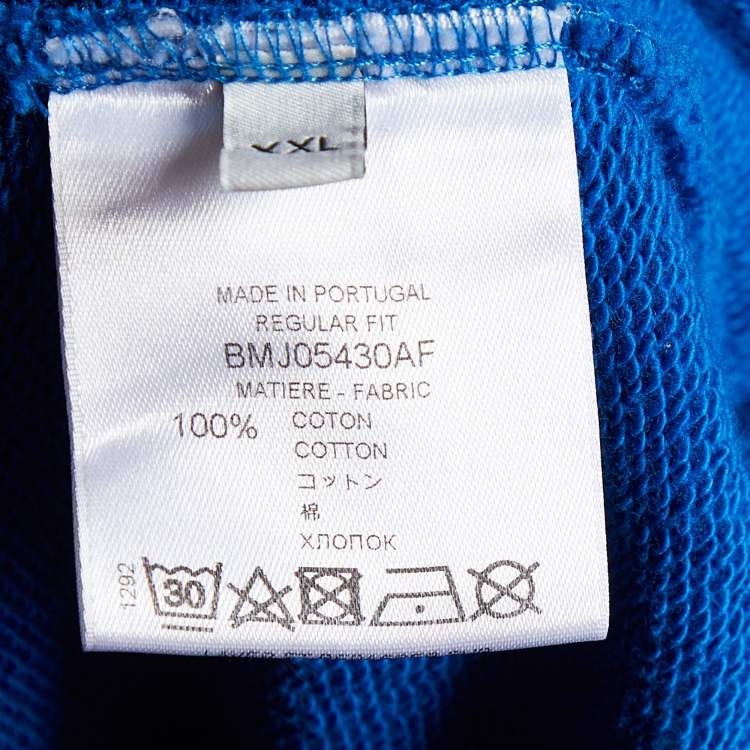 XXL
MADE IN PORTUGAL
REGULAR FIT
BMJ05430AF
MATIERE - FABRIC
100% COTON
COTTON
コットン
棉
ХЛОПОК
1292
30